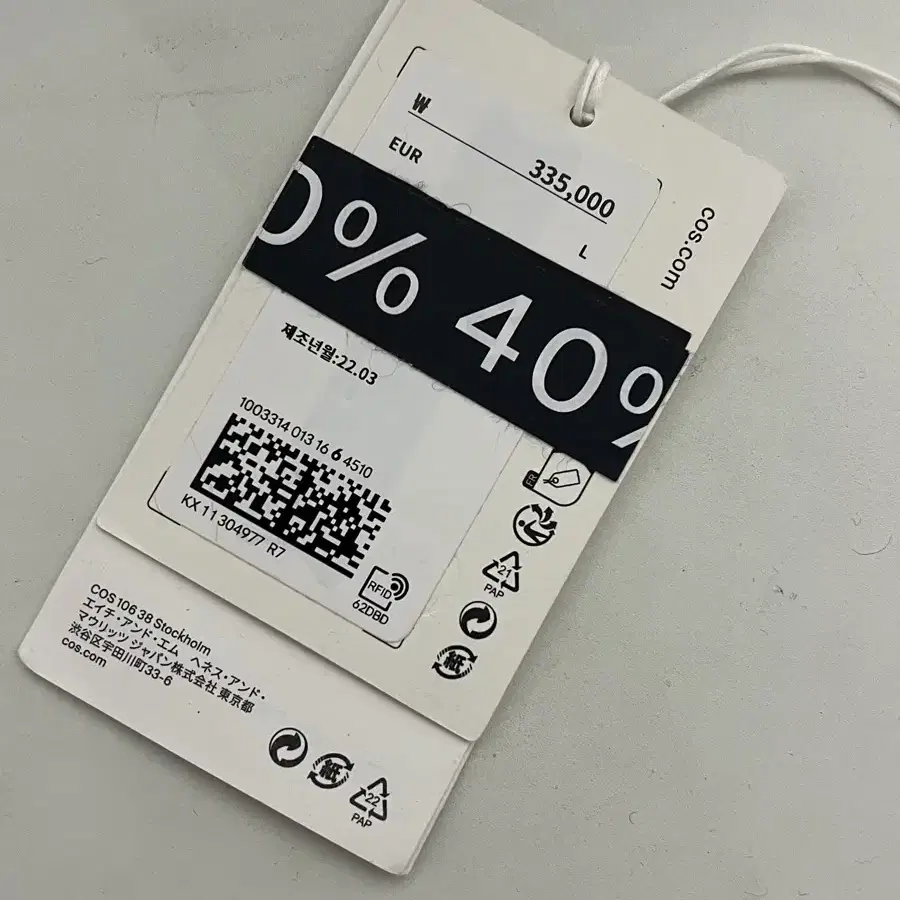 ₩
335,000
EUR
L
0% 40%
cos.com
제조년월:22.03
1003314 013 16 6 4510
KX 11 304977 R7
RFID
62DBD
FR
21
PAP
紙
COS 106 38 Stockholm
エイチ・アンド・エム ヘネス・アンド・
マウリッツ ジャパン株式会社 東京都
渋谷区宇田川町33-6
cos.com
紙
22
PAP